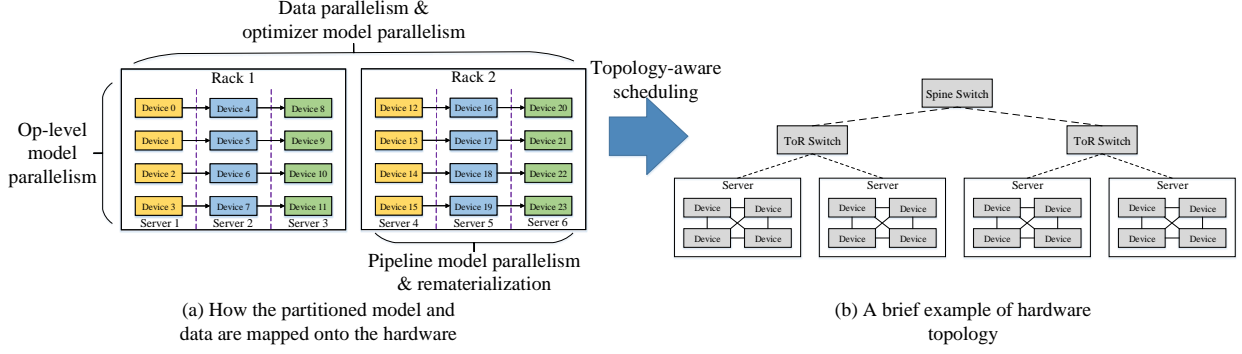 Data parallelism &
optimizer model parallelism
Rack 1
Rack 2
Op-level
model
parallelism
Device 0
Device 4
Device 8
Device 1
Device 5
Device 9
Device 2
Device 6
Device 10
Device 3
Device 7
Device 11
Server 1
Server 2
Server 3
Device 12
Device 16
Device 20
Device 13
Device 17
Device 21
Device 14
Device 18
Device 22
Device 15
Device 19
Device 23
Server 4
Server 5
Server 6
Pipeline model parallelism
& rematerialization
(a) How the partitioned model and
data are mapped onto the hardware
Topology-aware
scheduling
Spine Switch
ToR Switch
ToR Switch
Server
Device
Device
Device
Device
Server
Device
Device
Device
Device
Server
Device
Device
Device
Device
Server
Device
Device
Device
Device
(b) A brief example of hardware
topology